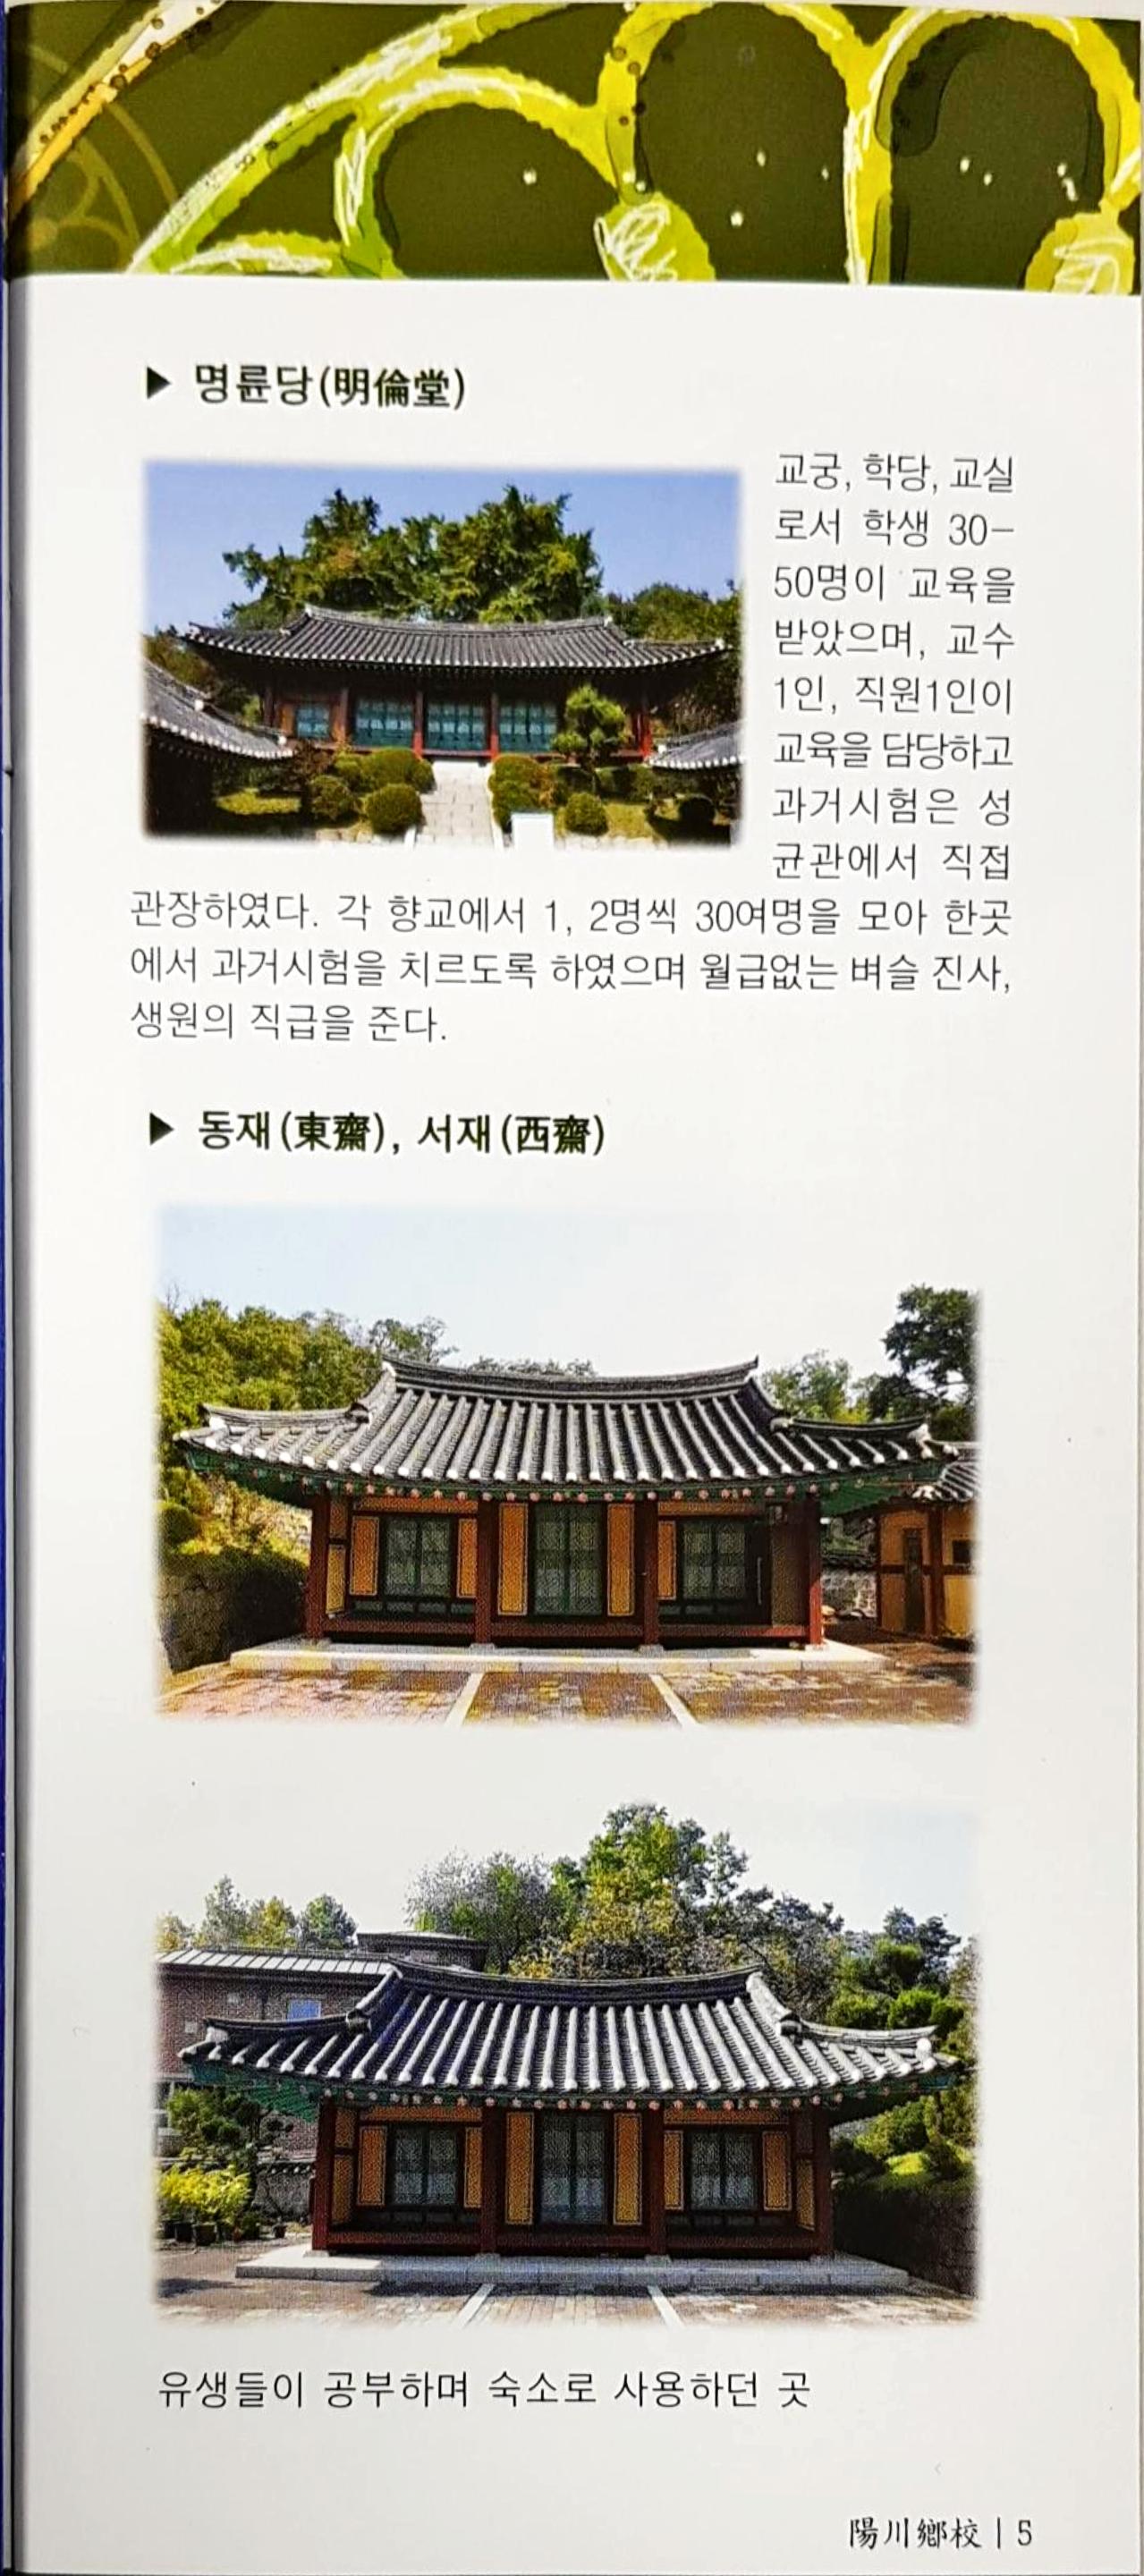 ▶ 명륜당(明倫堂)
교궁, 학당, 교실
로서 학생 30-
50명이 교육을
받았으며, 교수
1인, 직원1인이
교육을 담당하고
과거시험은 성
균관에서 직접
관장하였다. 각 향교에서 1, 2명씩 30여명을 모아 한곳
에서 과거시험을 치르도록 하였으며 월급없는 벼슬 진사,
생원의 직급을 준다.
▶ 동재(東齋), 서재(西齋)
유생들이 공부하며 숙소로 사용하던 곳
陽川鄕校 | 5